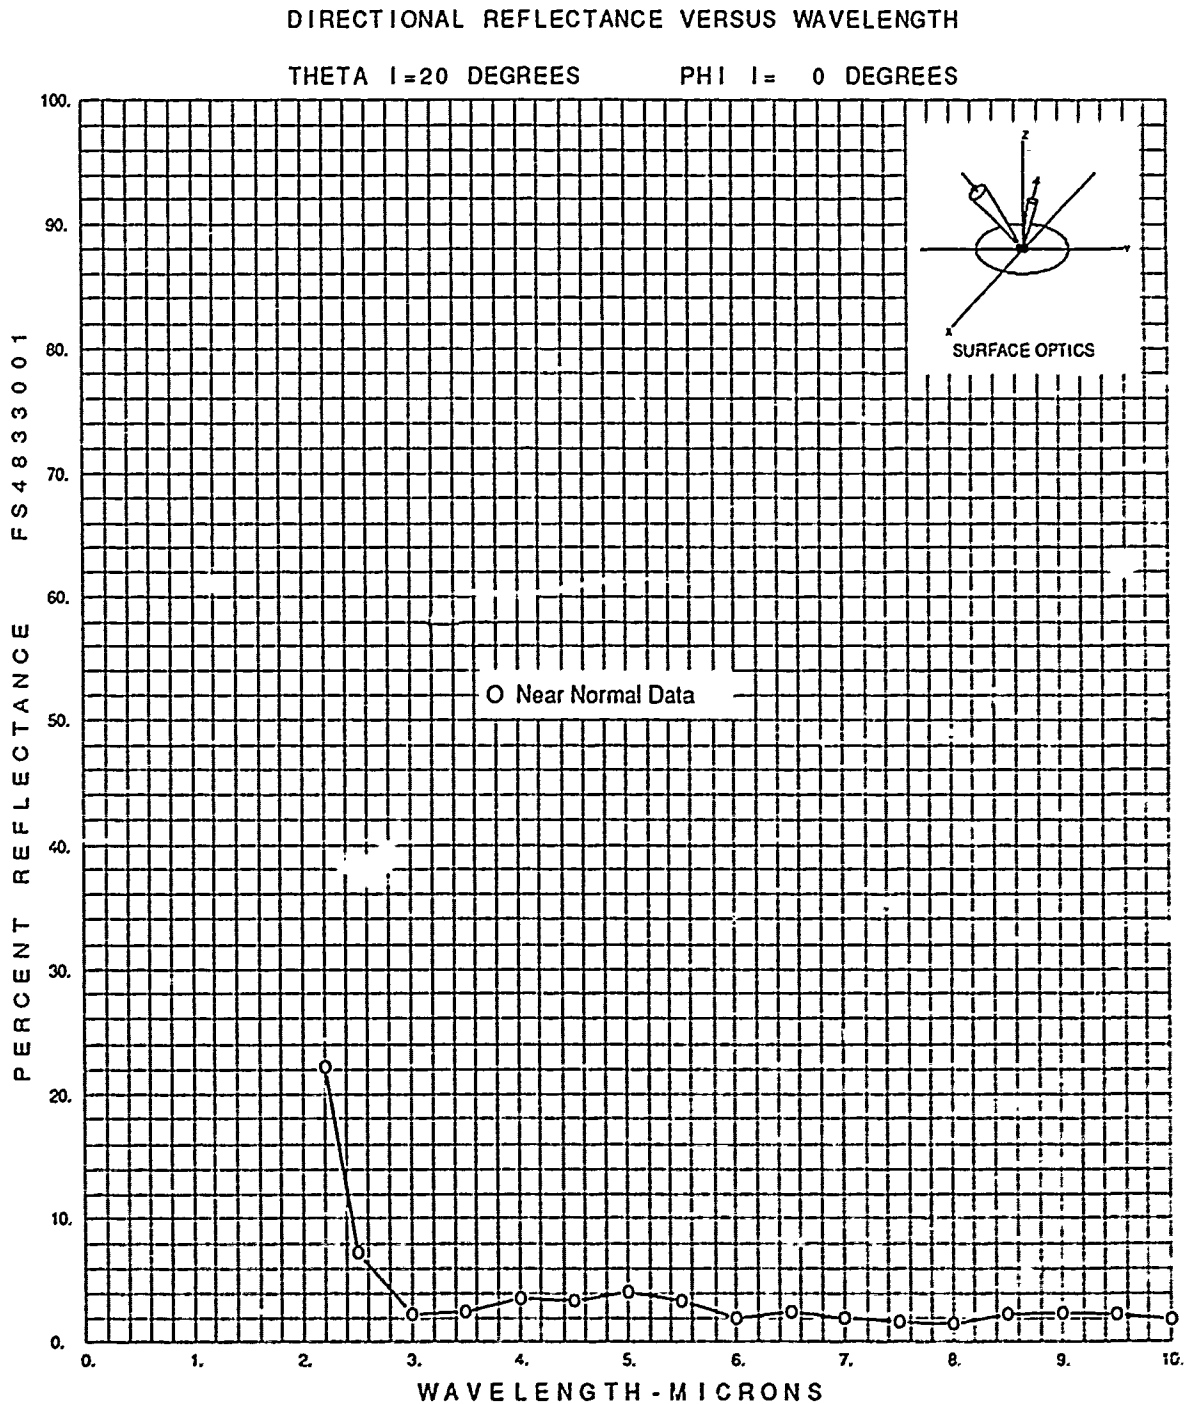 DIRECTIONAL REFLECTANCE VERSUS WAVELENGTH
THETA I=20 DEGREES PHI I= 0 DEGREES
PERCENT REFLECTANCE FS4833001
100.
90.
80.
70.
60.
50.
40.
30.
20.
10.
0.
Z
Y
X
SURFACE OPTICS
O Near Normal Data
0. 1. 2. 3. 4. 5. 6. 7. 8. 9. 10.
WAVELENGTH-MICRONS